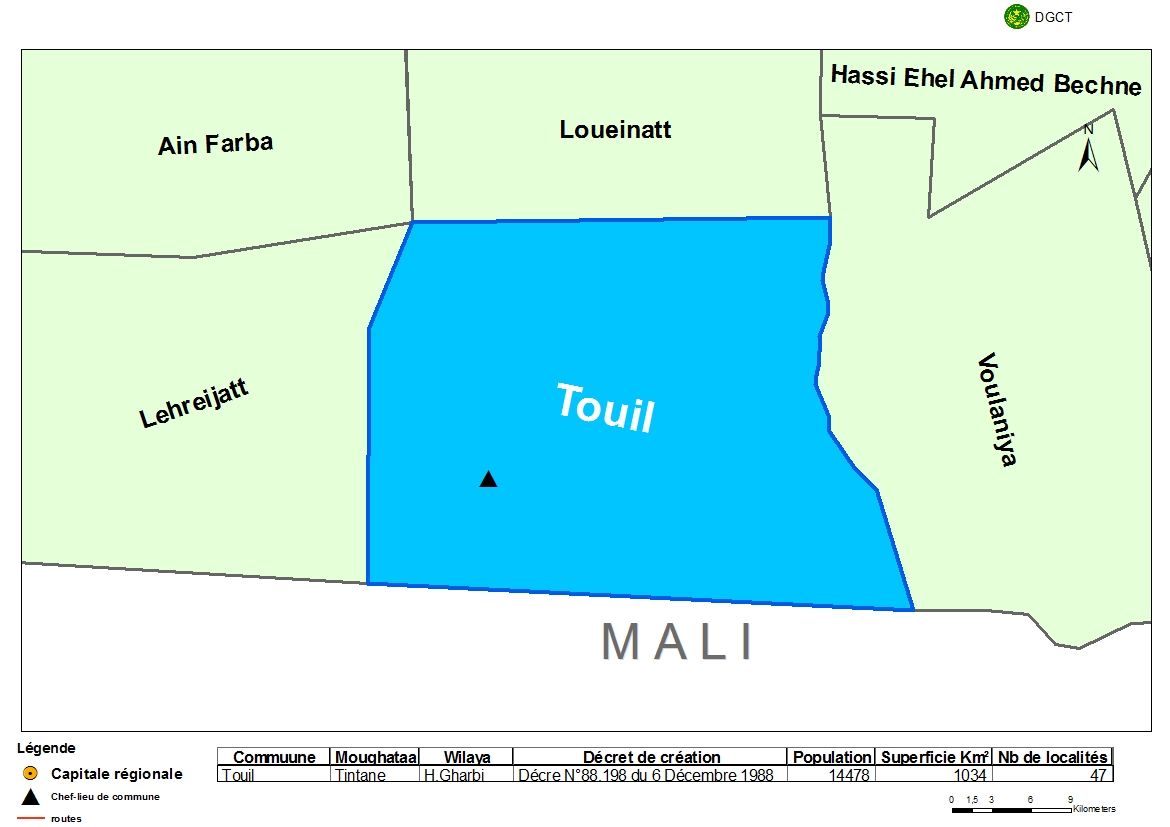 DGCT
Hassi Ehel Ahmed Bechne
Ain Farba
Loueinatt
N
Lehreijatt
Touil
Voulaniya
MALI
Légende
Capitale régionale
Chef-lieu de commune
routes
Commuune Moughataa Wilaya Décret de création Population Superficie Km² Nb de localités
Touil Tintane H.Gharbi Décre N°88.198 du 6 Décembre 1988 14478 1034 47
0 1,5 3 6 9
Kilometers